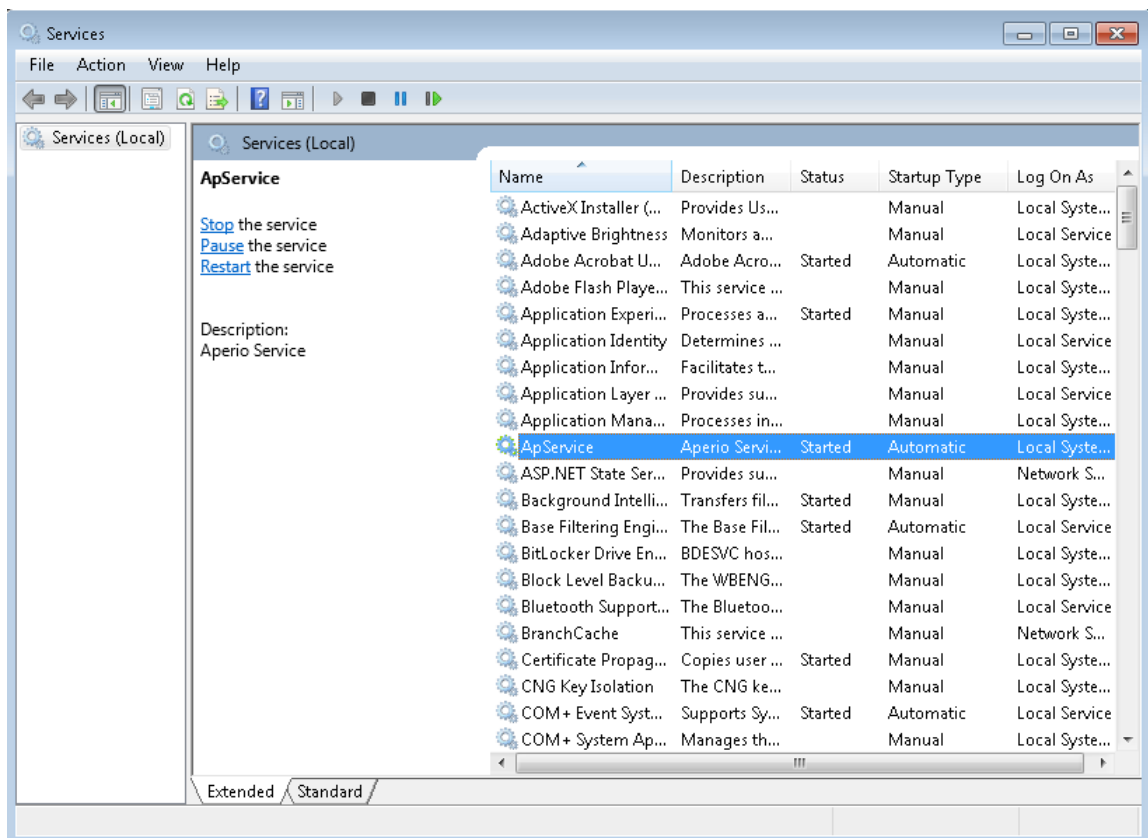 Services
File Action View Help
Services (Local)
Services (Local)
ApService
Stop the service
Pause the service
Restart the service
Description:
Aperio Service
Name Description Status Startup Type Log On As
ActiveX Installer (... Provides Us... Manual Local Syste...
Adaptive Brightness Monitors a... Manual Local Service
Adobe Acrobat U... Adobe Acro... Started Automatic Local Syste...
Adobe Flash Playe... This service ... Manual Local Syste...
Application Experi... Processes a... Started Manual Local Syste...
Application Identity Determines ... Manual Local Service
Application Infor... Facilitates t... Manual Local Syste...
Application Layer ... Provides su... Manual Local Service
Application Mana... Processes in... Manual Local Syste...
ApService Aperio Servi... Started Automatic Local Syste...
ASP.NET State Ser... Provides su... Manual Network S...
Background Intelli... Transfers fil... Started Manual Local Syste...
Base Filtering Engi... The Base Fil... Started Automatic Local Service
BitLocker Drive En... BDESVC hos... Manual Local Syste...
Block Level Backu... The WBENG... Manual Local Syste...
Bluetooth Support... The Bluetoo... Manual Local Service
BranchCache This service ... Manual Network S...
Certificate Propag... Copies user ... Started Manual Local Syste...
CNG Key Isolation The CNG ke... Manual Local Syste...
COM+ Event Syst... Supports Sy... Started Automatic Local Service
COM+ System Ap... Manages th... Manual Local Syste...
Extended Standard